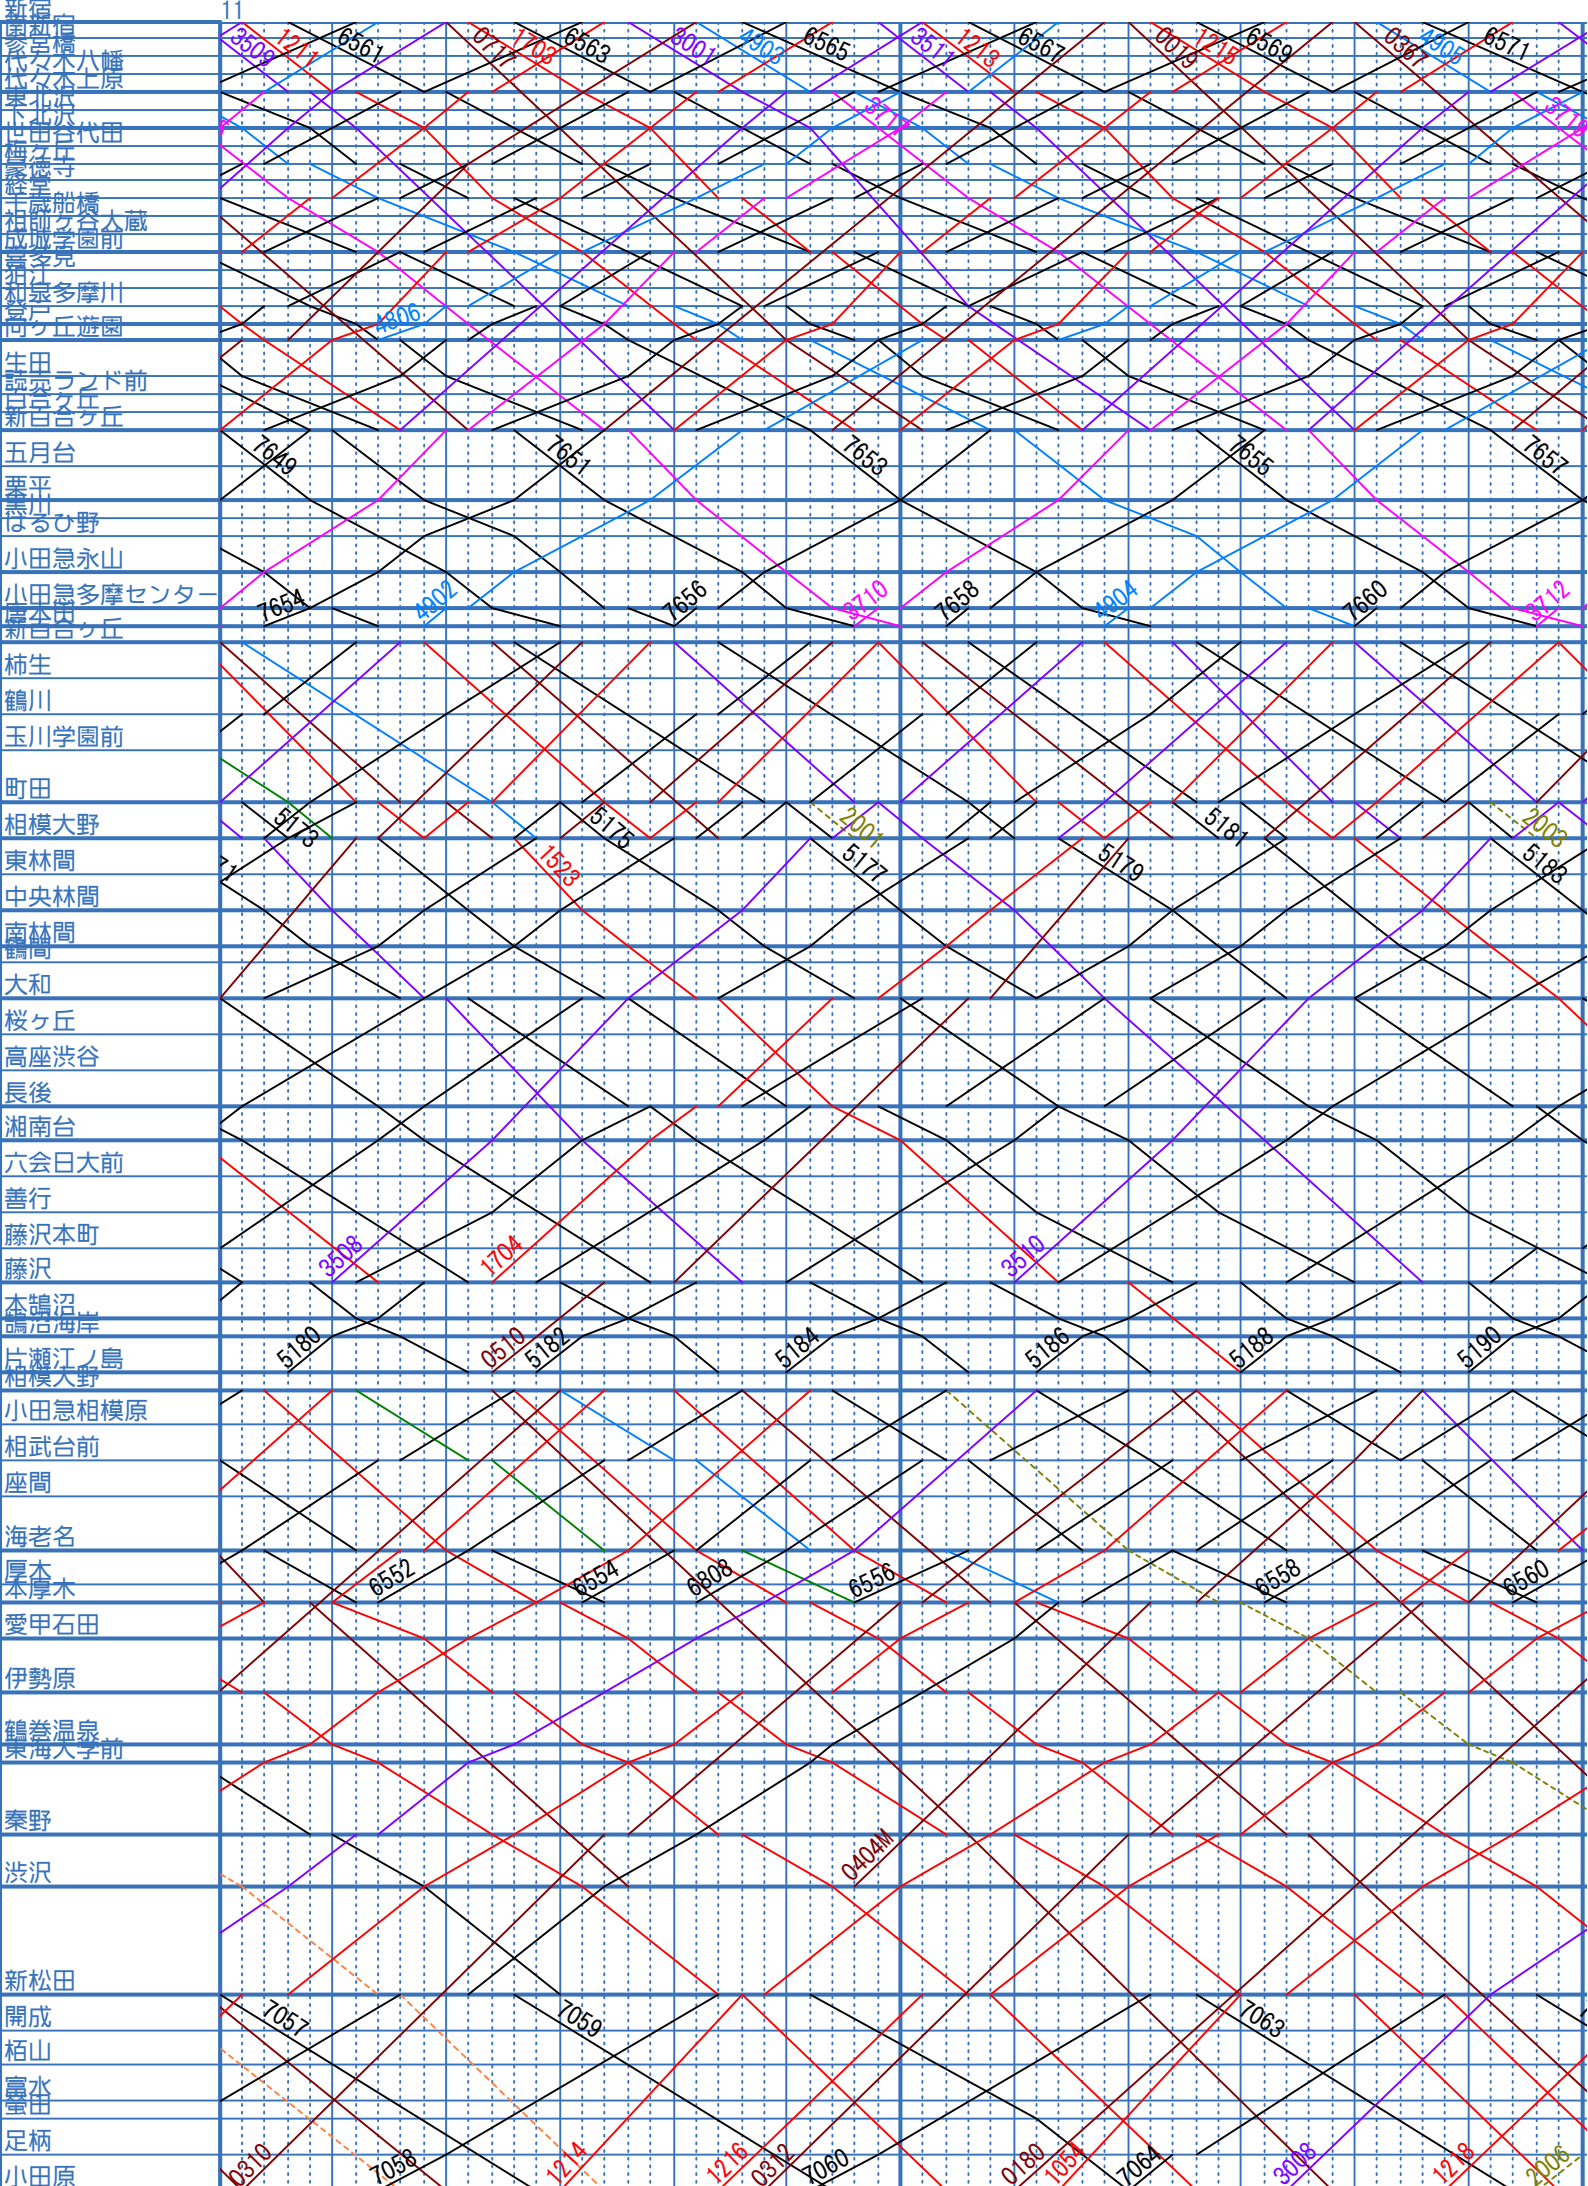 新宿
11
南新宿
参宮橋
代々木八幡
代々木上原
東北沢
下北沢
世田谷代田
梅ヶ丘
豪徳寺
経堂
千歳船橋
祖師ヶ谷大蔵
成城学園前
喜多見
狛江
和泉多摩川
登戸
向ヶ丘遊園
生田
読売ランド前
百合ヶ丘
新百合ヶ丘
五月台
栗平
黒川
はるひ野
小田急永山
小田急多摩センター
唐木田
新百合ヶ丘
柿生
鶴川
玉川学園前
町田
相模大野
東林間
中央林間
南林間
鶴間
大和
桜ヶ丘
高座渋谷
長後
湘南台
六会日大前
善行
藤沢本町
藤沢
本鵠沼
鵠沼海岸
片瀬江ノ島
相模大野
小田急相模原
相武台前
座間
海老名
厚木
本厚木
愛甲石田
伊勢原
鶴巻温泉
東海大学前
秦野
渋沢
新松田
開成
栢山
富水
螢田
足柄
小田原
3509 1211 6561 0717 1703 6563 3001 4903 6565 3511 1213 6567 0019 1215 6569 0367 4905 6571
3717 3719
4806
7649 7651 7653 7655 7657
7654 4902 7656 3710 7658 4904 7660 3712
5173 5175 2001 5181 2003
71 1523 5177 5179 5183
3508 1704 3510
5180 0510 5182 5184 5186 5188 5190
6552 6554 6808 6556 6558 6560
0404M
7057 7059 7063
0310 7058 1214 1216 0312 7060 0180 1054 7064 3008 1218 2006